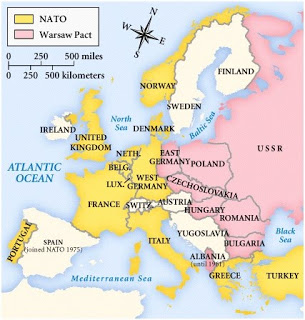 NATO
Warsaw Pact
0 250 500 miles
0 250 500 kilometers
N
E
W
S
FINLAND
NORWAY
SWEDEN
North
Sea
Baltic Sea
IRELAND
UNITED
KINGDOM
DENMARK
USSR
NETH.
EAST
GERMANY
POLAND
ATLANTIC
OCEAN
BELG.
WEST
GERMANY
LUX.
CZECHOSLOVAKIA
FRANCE
SWITZ.
AUSTRIA
HUNGARY
ROMANIA
YUGOSLAVIA
Black
Sea
BULGARIA
PORTUGAL
SPAIN
(joined NATO 1975)
ITALY
ALBANIA
(until 1961)
Mediterranean Sea
GREECE
TURKEY